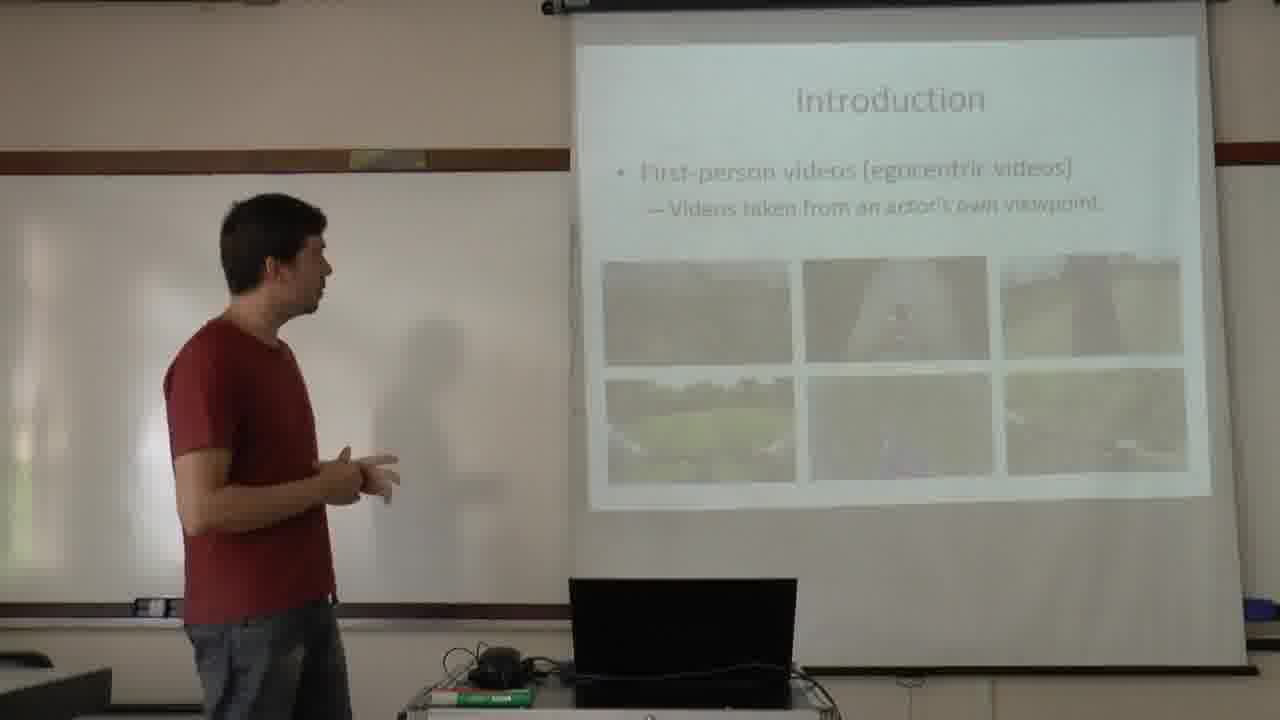 Introduction
• First-person videos (egocentric videos)
– Videos taken from an actor's own viewpoint.